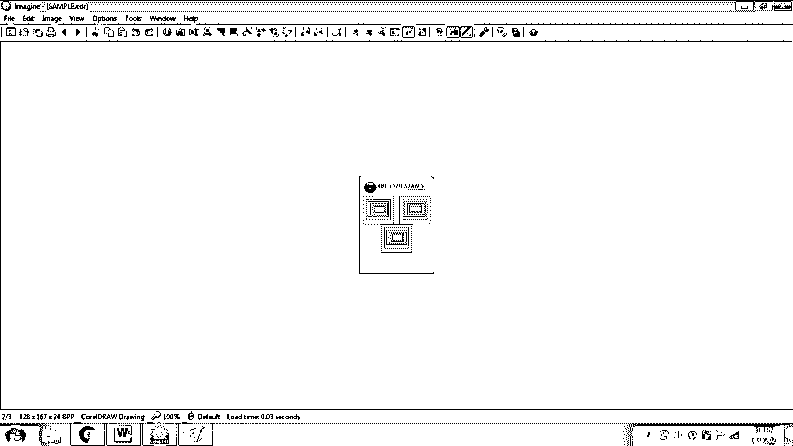 Imagine - [SAMPLE.cdr]
File Edit Image View Options Tools Window Help
2/3 128 x 167 x 24 BPP CorelDRAW Drawing 100% Default Load time: 0.03 seconds